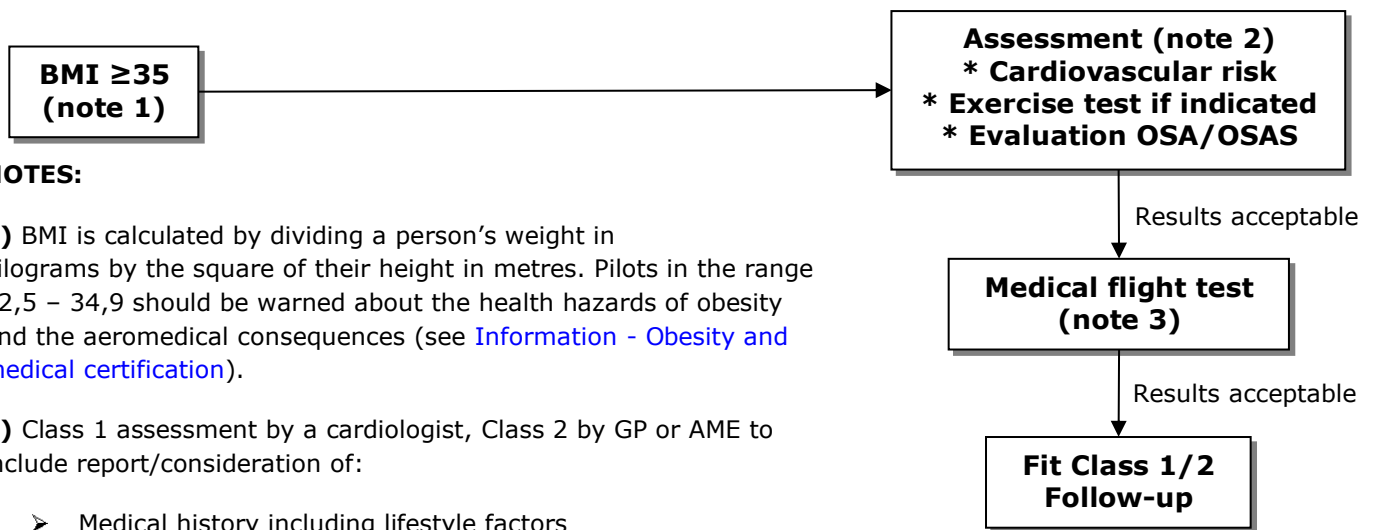 BMI ≥35
(note 1)
Assessment (note 2)
* Cardiovascular risk
* Exercise test if indicated
* Evaluation OSA/OSAS
Results acceptable
Medical flight test
(note 3)
Results acceptable
Fit Class 1/2
Follow-up
OTES:
) BMI is calculated by dividing a person’s weight in
ilograms by the square of their height in metres. Pilots in the range
2,5 – 34,9 should be warned about the health hazards of obesity
nd the aeromedical consequences (see Information - Obesity and
edical certification).
) Class 1 assessment by a cardiologist, Class 2 by GP or AME to
nclude report/consideration of:
➢ Medical history including lifestyle factors